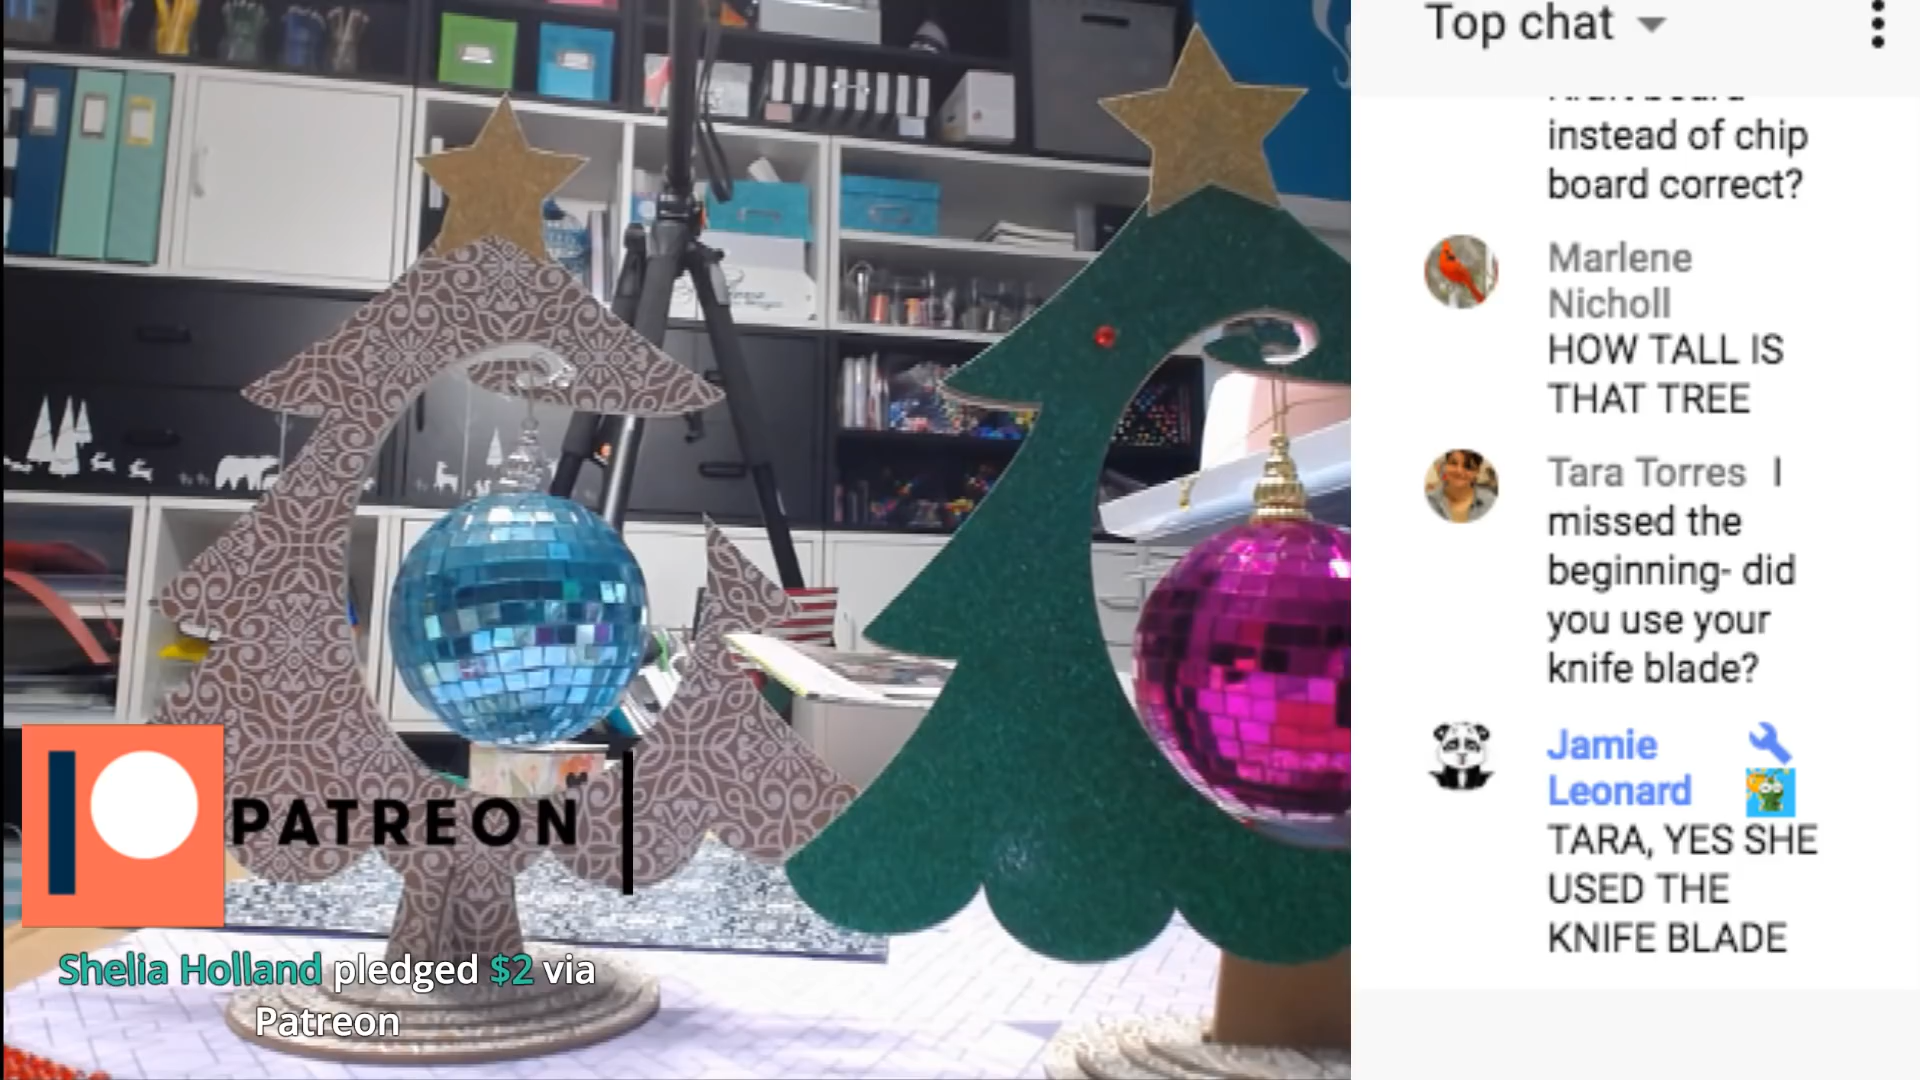 Top chat
instead of chip
board correct?
Marlene
Nicholl
HOW TALL IS
THAT TREE
Tara Torres I
missed the
beginning- did
you use your
knife blade?
Jamie
Leonard
TARA, YES SHE
USED THE
KNIFE BLADE
PATREON
Shelia Holland pledged $2 via
Patreon